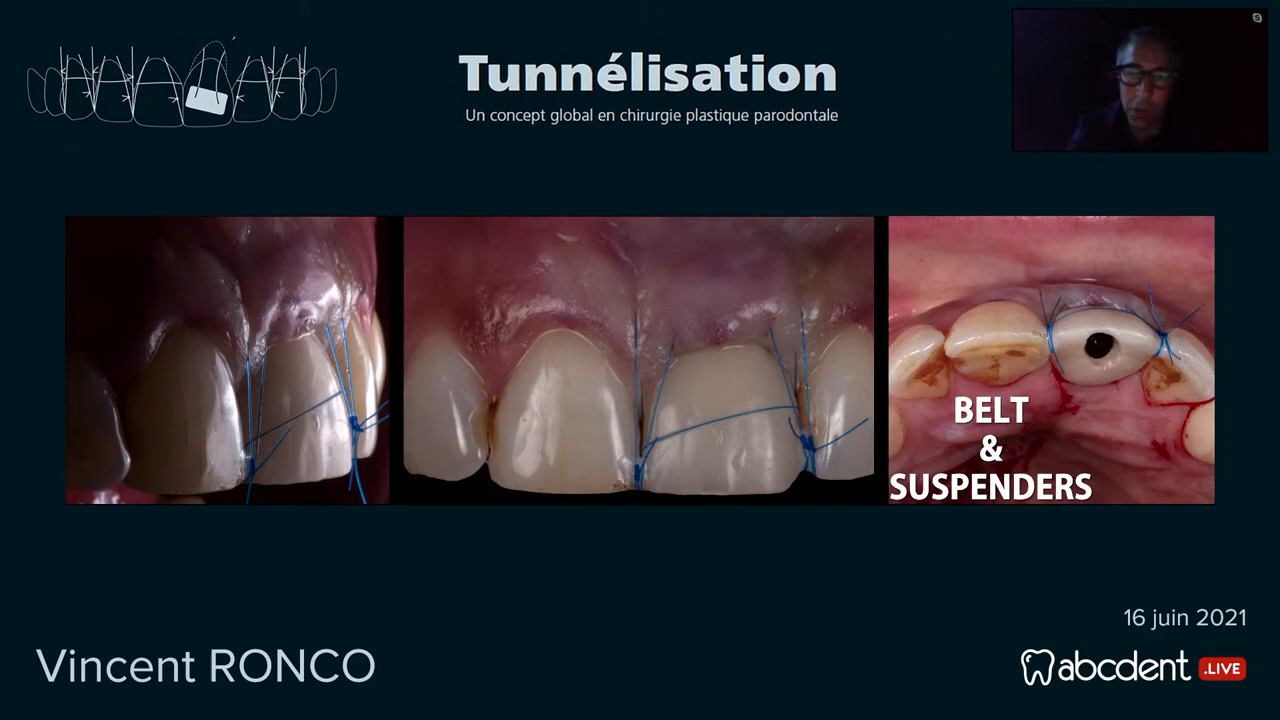 Tunnélisation
Un concept global en chirurgie plastique parodontale
BELT
&
SUSPENDERS
16 juin 2021
Vincent RONCO
abcdent .LIVE